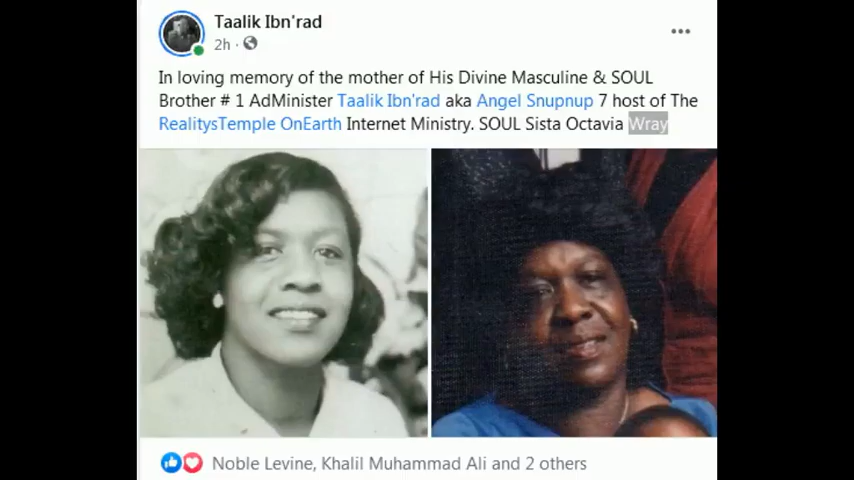 Taalik Ibn'rad
2h ·
In loving memory of the mother of His Divine Masculine & SOUL
Brother # 1 AdMinister Taalik Ibn'rad aka Angel Snupnup 7 host of The
RealitysTemple OnEarth Internet Ministry. SOUL Sista Octavia Wray
Noble Levine, Khalil Muhammad Ali and 2 others